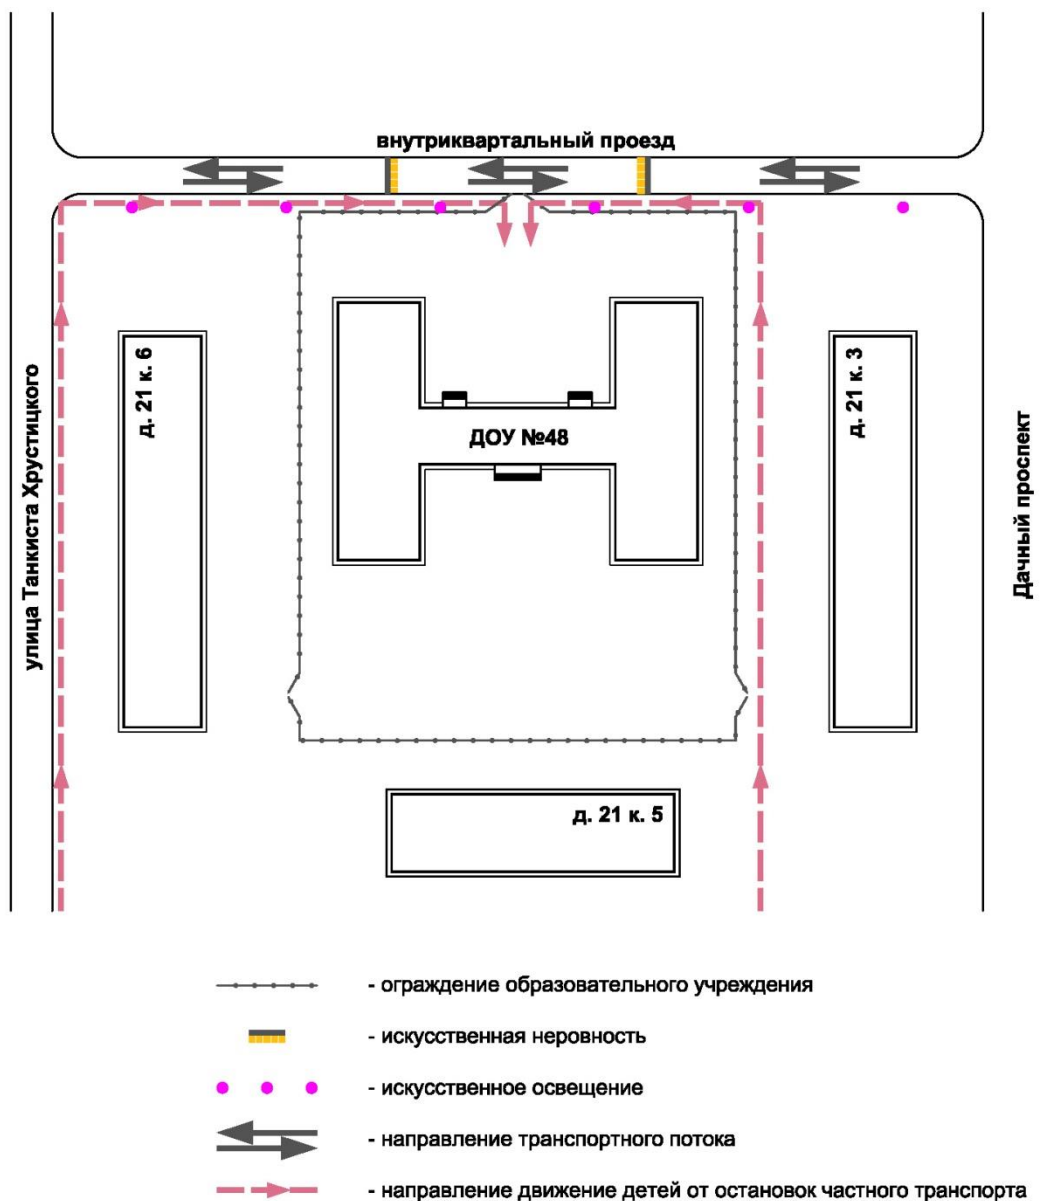 внутриквартальный проезд
улица Танкиста Хрустицкого
д. 21 к. 6
ДОУ №48
д. 21 к. 3
Дачный проспект
д. 21 к. 5
- ограждение образовательного учреждения
- искусственная неровность
- искусственное освещение
- направление транспортного потока
- направление движение детей от остановок частного транспорта